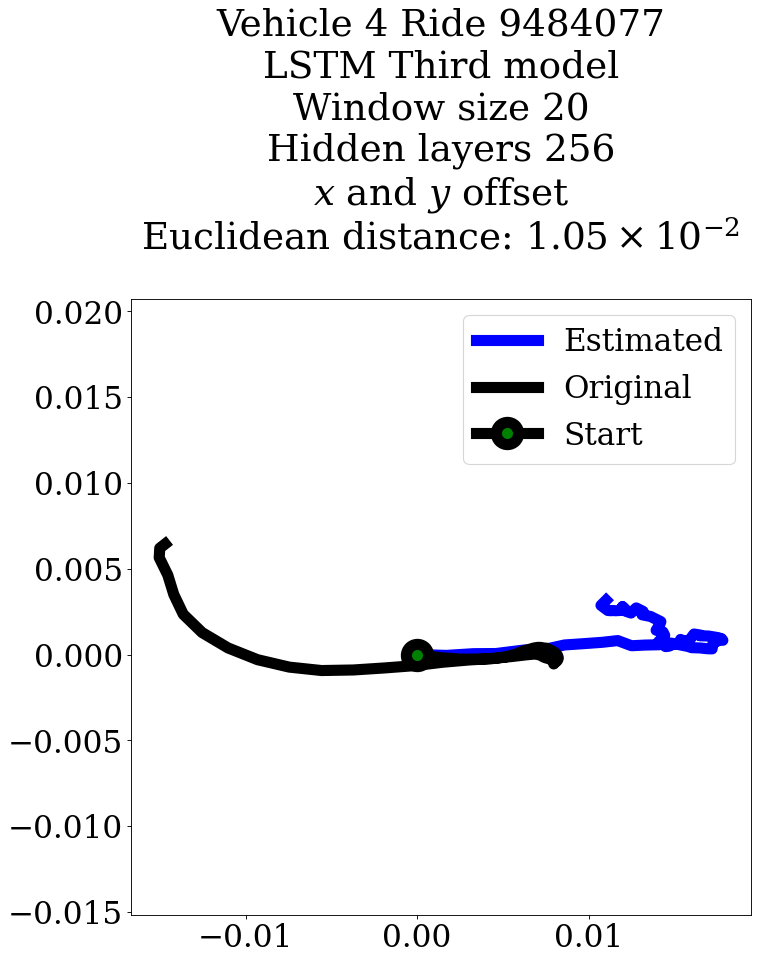 Vehicle 4 Ride 9484077
LSTM Third model
Window size 20
Hidden layers 256
x and y offset
Euclidean distance: 1.05 × 10⁻²
0.020
0.015
0.010
0.005
0.000
−0.005
−0.010
−0.015
Estimated
Original
Start
−0.01
0.00
0.01